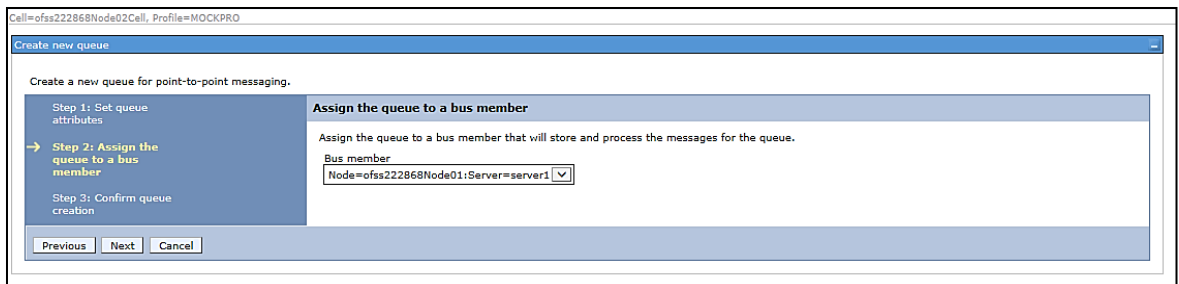 Cell=ofss222868Node02Cell, Profile=MOCKPRO
Create new queue
Create a new queue for point-to-point messaging.
Step 1: Set queue
attributes
Step 2: Assign the
queue to a bus
member
Step 3: Confirm queue
creation
Assign the queue to a bus member
Assign the queue to a bus member that will store and process the messages for the queue.
Bus member
Node=ofss222868Node01:Server=server1
Previous Next Cancel